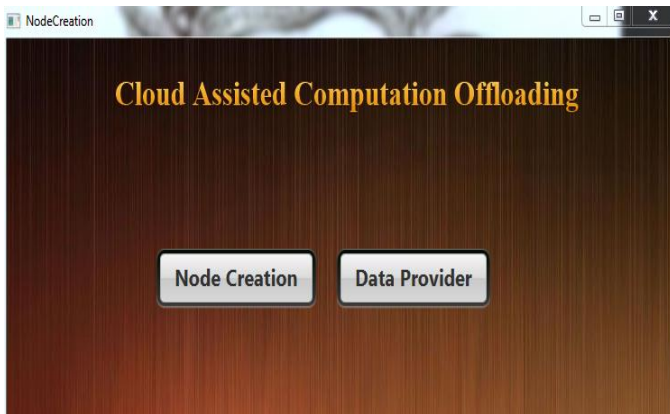 NodeCreation
X
Cloud Assisted Computation Offloading
Node Creation Data Provider